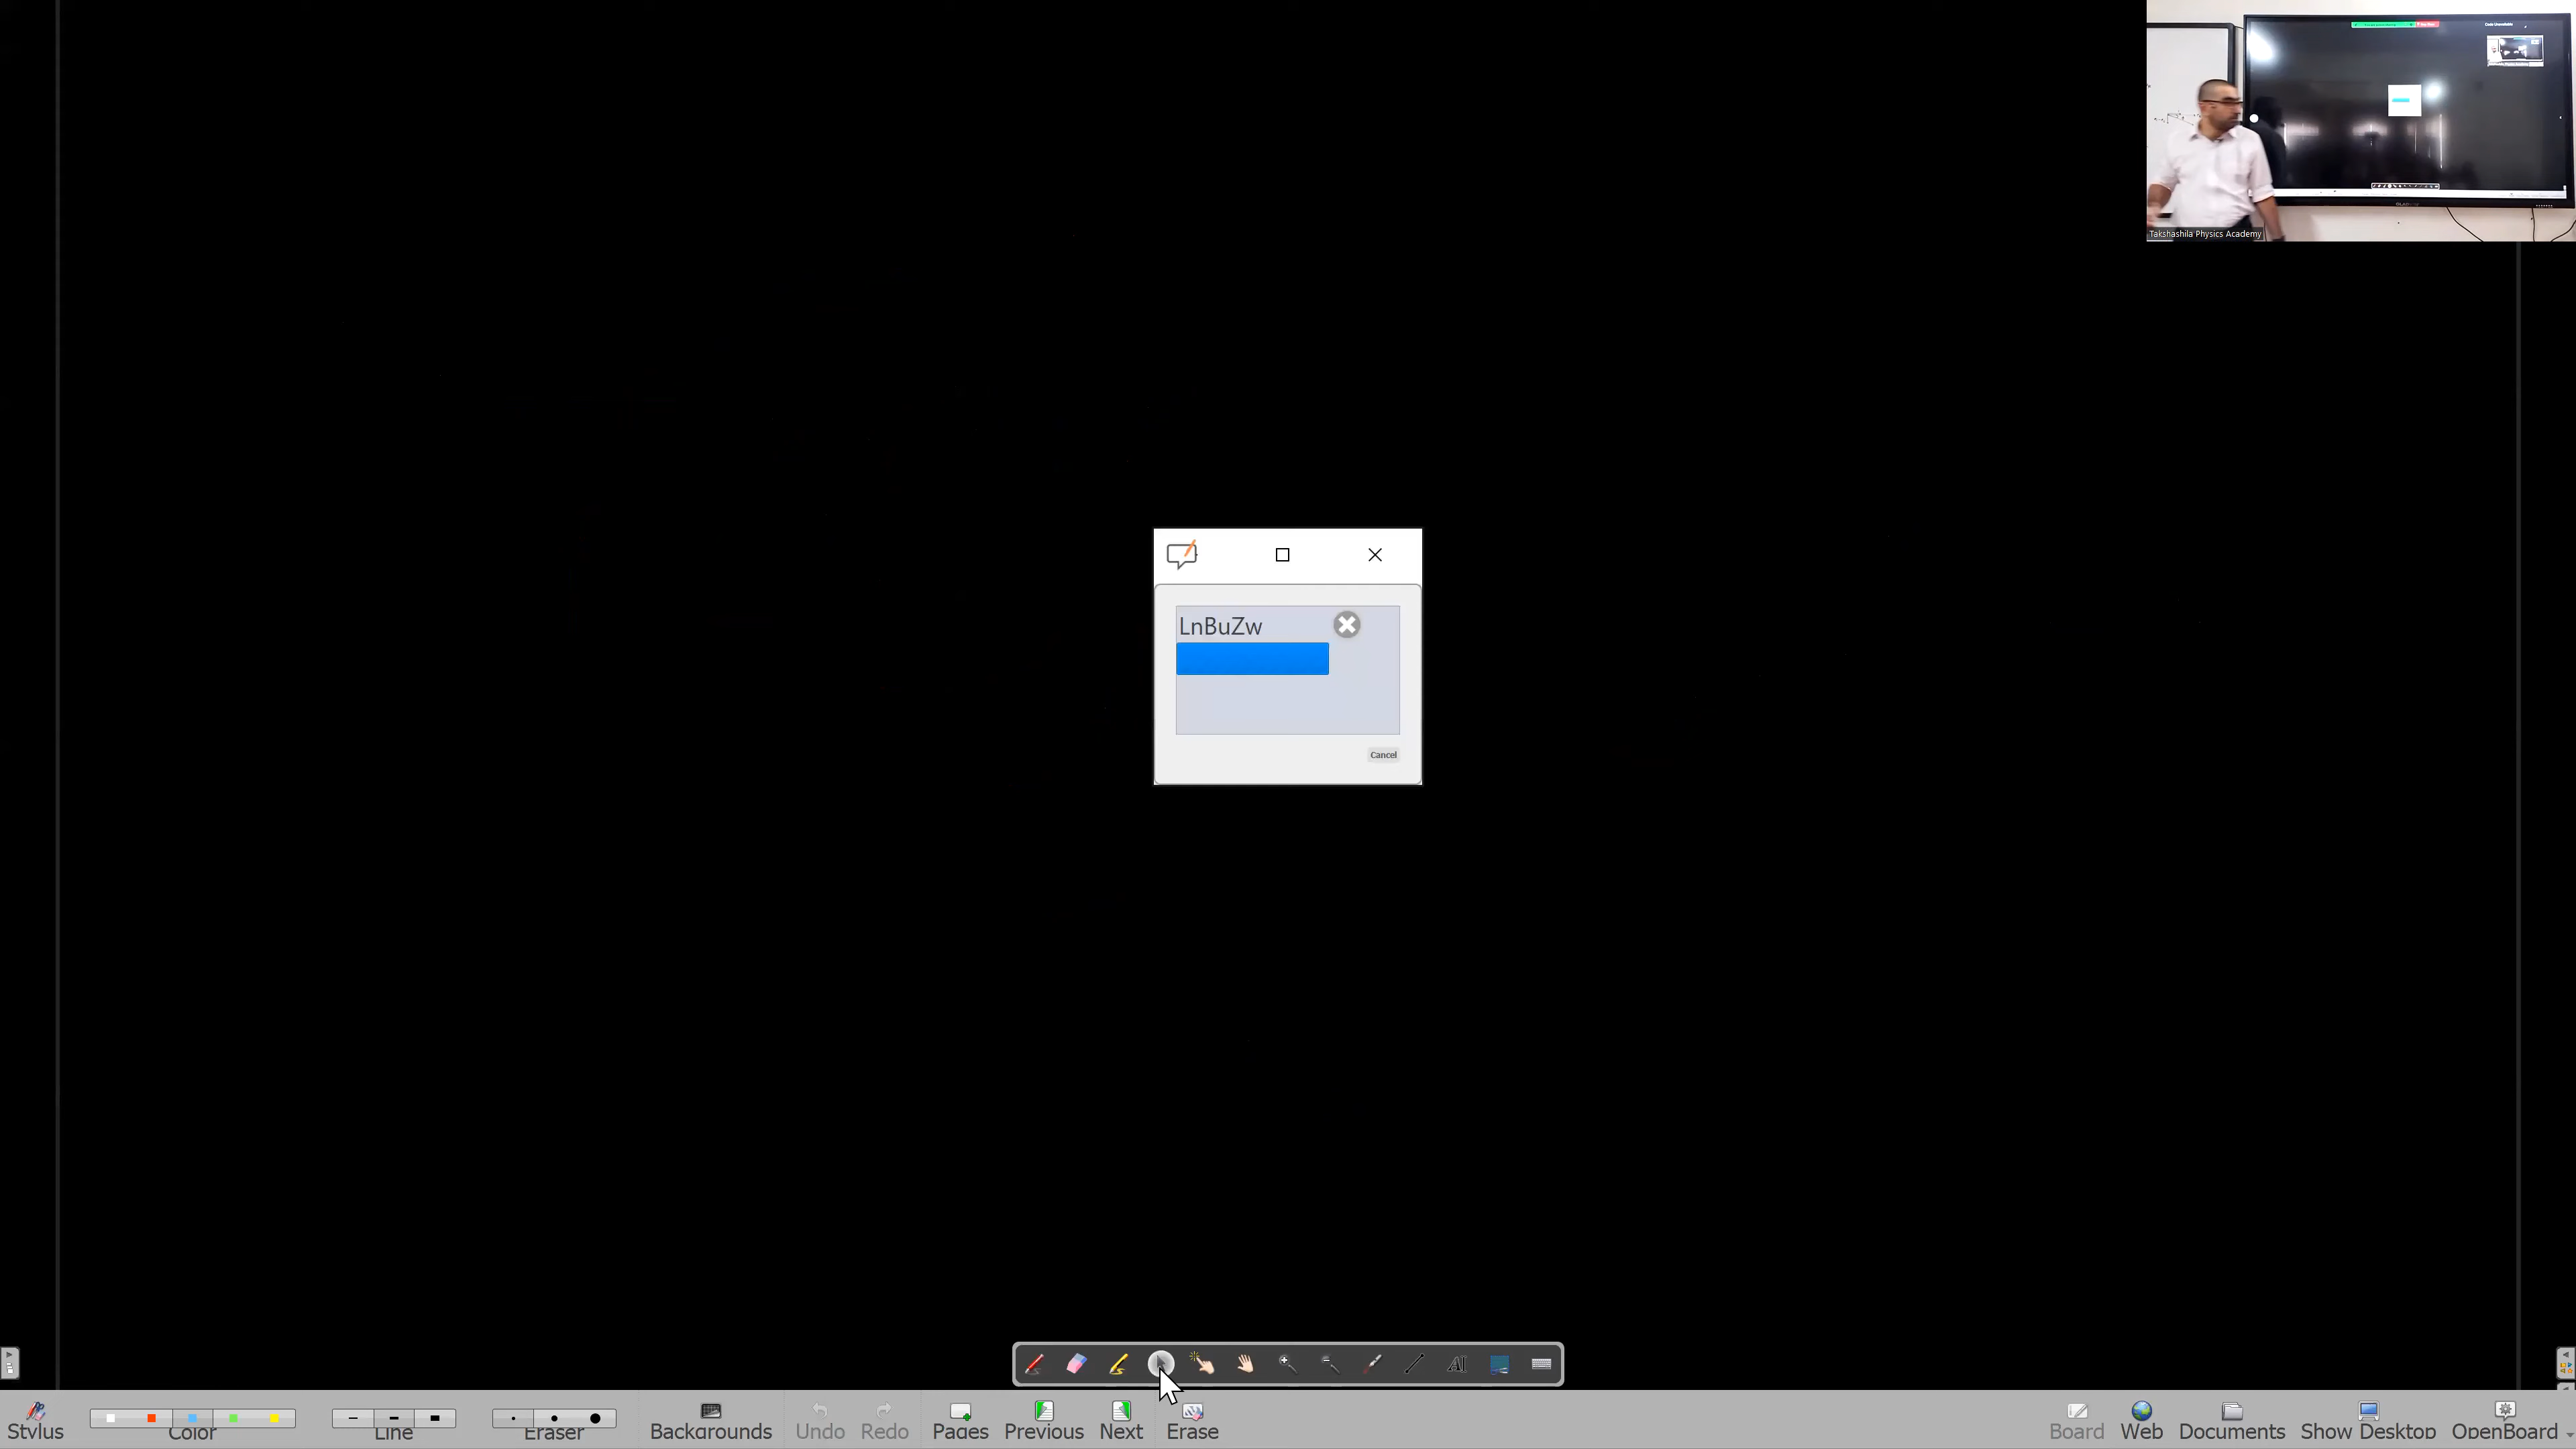 Takshashila Physics Academy
LnBuZw
Cancel
AI
Stylus
Color
Line
Eraser
Backgrounds
Undo
Redo
Pages
Previous
Next
Erase
Board
Web
Documents
Show Desktop
OpenBoard